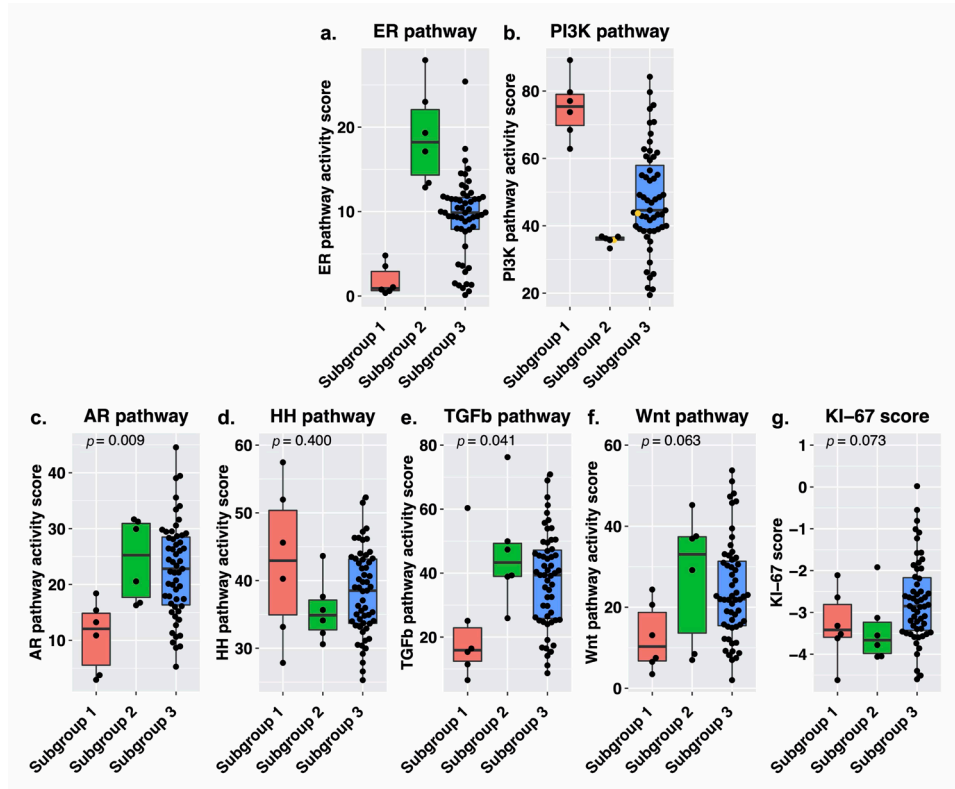 a. ER pathway
ER pathway activity score
20
10
0
Subgroup 1
Subgroup 2
Subgroup 3
b. PI3K pathway
PI3K pathway activity score
80
60
40
20
Subgroup 1
Subgroup 2
Subgroup 3
c. AR pathway
p = 0.009
AR pathway activity score
40
30
20
10
Subgroup 1
Subgroup 2
Subgroup 3
d. HH pathway
p = 0.400
HH pathway activity score
60
50
40
30
Subgroup 1
Subgroup 2
Subgroup 3
e. TGFb pathway
p = 0.041
TGFb pathway activity score
80
60
40
20
Subgroup 1
Subgroup 2
Subgroup 3
f. Wnt pathway
p = 0.063
Wnt pathway activity score
60
40
20
0
Subgroup 1
Subgroup 2
Subgroup 3
g. KI–67 score
p = 0.073
KI–67 score
1
0
−1
−2
−3
−4
Subgroup 1
Subgroup 2
Subgroup 3